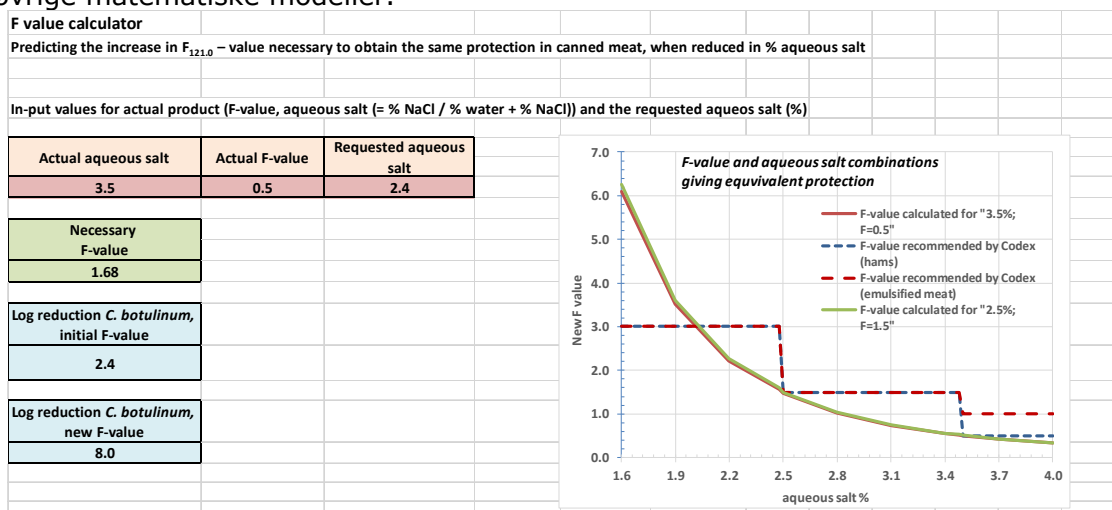 øvrige matematiske modeller.
F value calculator
Predicting the increase in F121.0 – value necessary to obtain the same protection in canned meat, when reduced in % aqueous salt
In-put values for actual product (F-value, aqueous salt (= % NaCl / % water + % NaCl)) and the requested aqueos salt (%)
Actual aqueous salt
Actual F-value
Requested aqueous
salt
3.5
0.5
2.4
Necessary
F-value
1.68
Log reduction C. botulinum,
initial F-value
2.4
Log reduction C. botulinum,
new F-value
8.0
F-value and aqueous salt combinations
giving equvivalent protection
F-value calculated for "3.5%;
F=0.5"
F-value recommended by Codex
(hams)
F-value recommended by Codex
(emulsified meat)
F-value calculated for "2.5%;
F=1.5"
New F value
7.0
6.0
5.0
4.0
3.0
2.0
1.0
0.0
1.6
1.9
2.2
2.5
2.8
3.1
3.4
3.7
4.0
aqueous salt %